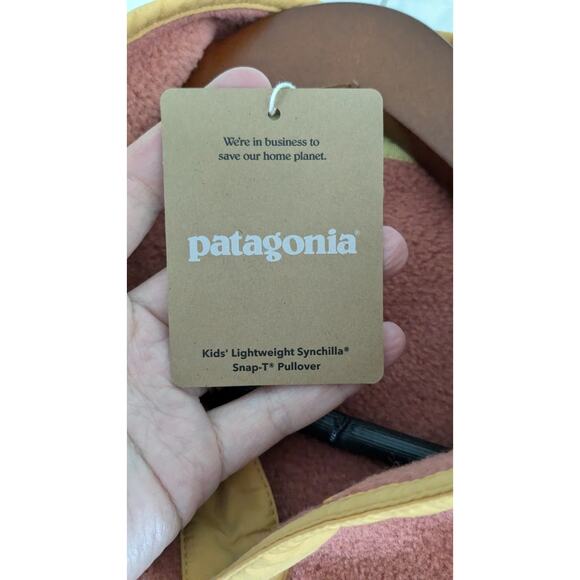 We're in business to
save our home planet.
patagonia®
Kids' Lightweight Synchilla®
Snap-T® Pullover